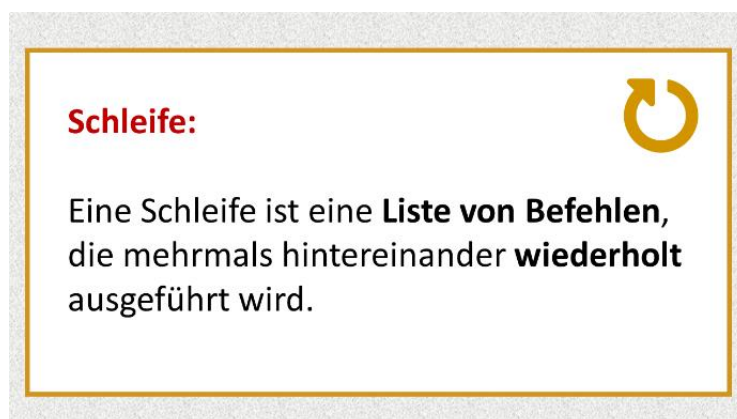 Schleife:
Eine Schleife ist eine Liste von Befehlen,
die mehrmals hintereinander wiederholt
ausgeführt wird.